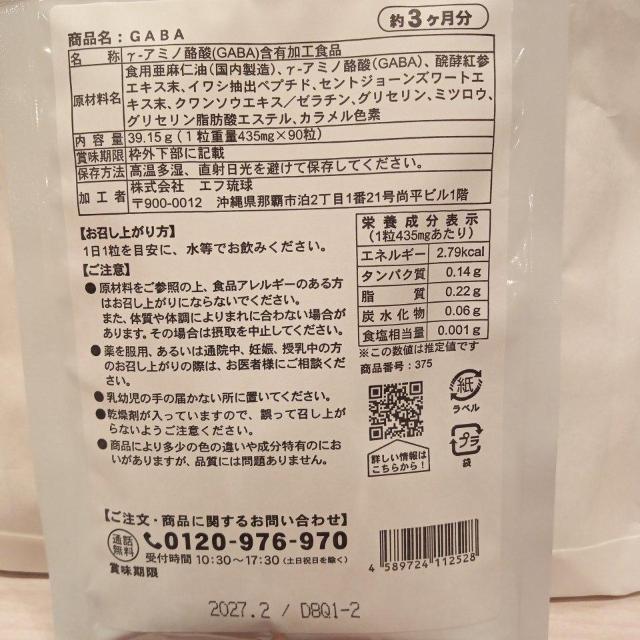 約3ヶ月分
商品名：GABA
名　称 γ-アミノ酪酸(GABA)含有加工食品
原材料名 食用亜麻仁油(国内製造)、γ-アミノ酪酸(GABA)、醗酵紅参
エキス末、イワシ抽出ペプチド、セントジョーンズワートエ
キス末、クワンソウエキス／ゼラチン、グリセリン、ミツロウ、
グリセリン脂肪酸エステル、カラメル色素
内 容 量 39.15g（1粒重量435mg×90粒）
賞味期限 枠外下部に記載
保存方法 高温多湿、直射日光を避けて保存してください。
加 工 者 株式会社　エフ琉球
〒900-0012　沖縄県那覇市泊2丁目1番21号尚平ビル1階
【お召し上がり方】
1日1粒を目安に、水等でお飲みください。
【ご注意】
●原材料をご参照の上、食品アレルギーのある方
はお召し上がりにならないでください。
また、体質や体調によりまれに合わない場合が
あります。その場合は摂取を中止してください。
●薬を服用、あるいは通院中、妊娠、授乳中の方
のお召し上がりの際は、お医者様にご相談くだ
さい。
●乳幼児の手の届かない所に置いてください。
●乾燥剤が入っていますので、誤って召し上が
らないようご注意ください。
●商品により多少の色の違いや成分特有のにお
いがありますが、品質には問題ありません。
栄養成分表示
(1粒435mgあたり)
エネルギー 2.79kcal
タンパク質 0.14g
脂　　質 0.22g
炭水化物 0.06g
食塩相当量 0.001g
※この数値は推定値です
商品番号：375
紙
ラベル
プラ
袋
詳しい情報は
こちらから！
【ご注文・商品に関するお問い合わせ】
通話無料 0120-976-970
受付時間 10:30～17:30（土日祝日を除く）
賞味期限
4 589724 112528
2027.2 / DBQ1-2